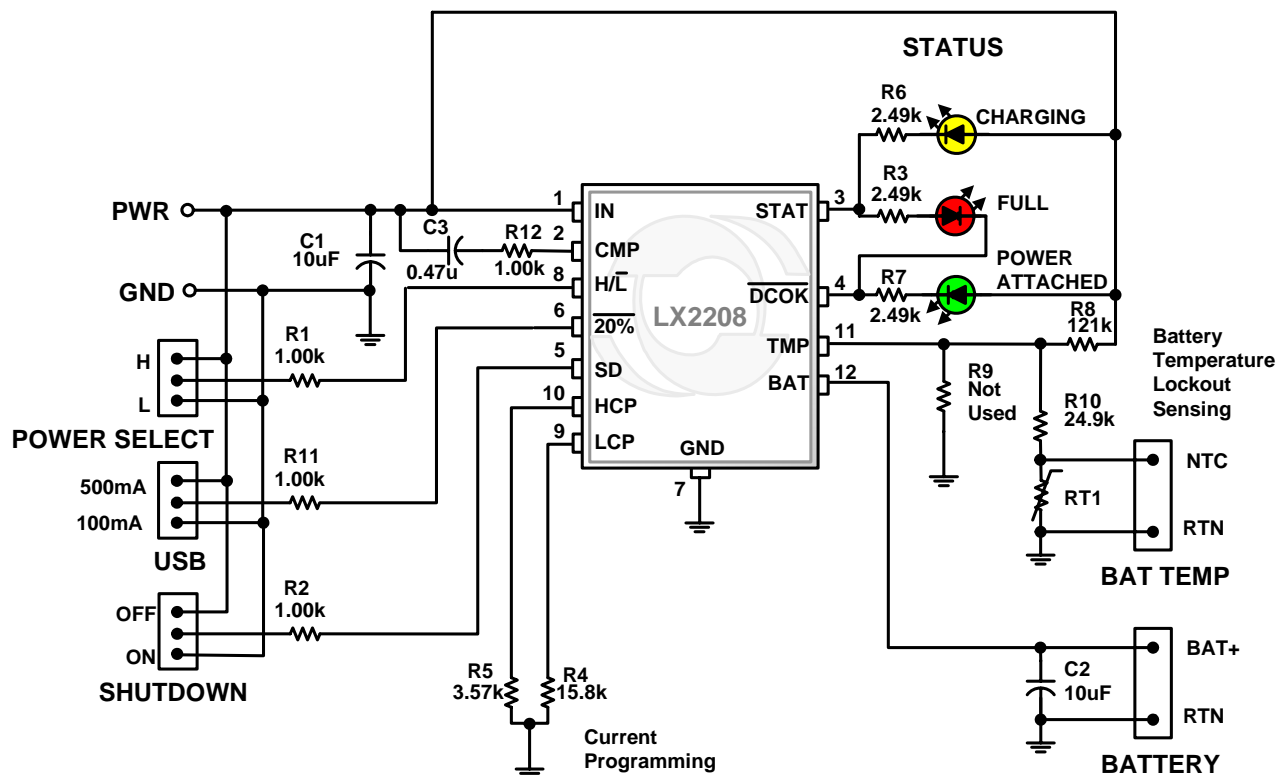 STATUS
R6
2.49k
CHARGING
R3
2.49k
FULL
POWER
ATTACHED
R7
2.49k
R8
121k
PWR
C1
10uF
C3
0.47u
R12
1.00k
GND
1
IN
2
CMP
8
H/L̅
6
2̅0̅%̅
5
SD
10
HCP
9
LCP
LX2208
GND
7
STAT
3
D̅C̅O̅K̅
4
TMP
11
BAT
12
H
L
POWER SELECT
R1
1.00k
500mA
100mA
USB
R11
1.00k
OFF
ON
SHUTDOWN
R2
1.00k
R5
3.57k
R4
15.8k
Current
Programming
R9
Not
Used
R10
24.9k
RT1
Battery
Temperature
Lockout
Sensing
NTC
RTN
BAT TEMP
C2
10uF
BAT+
RTN
BATTERY